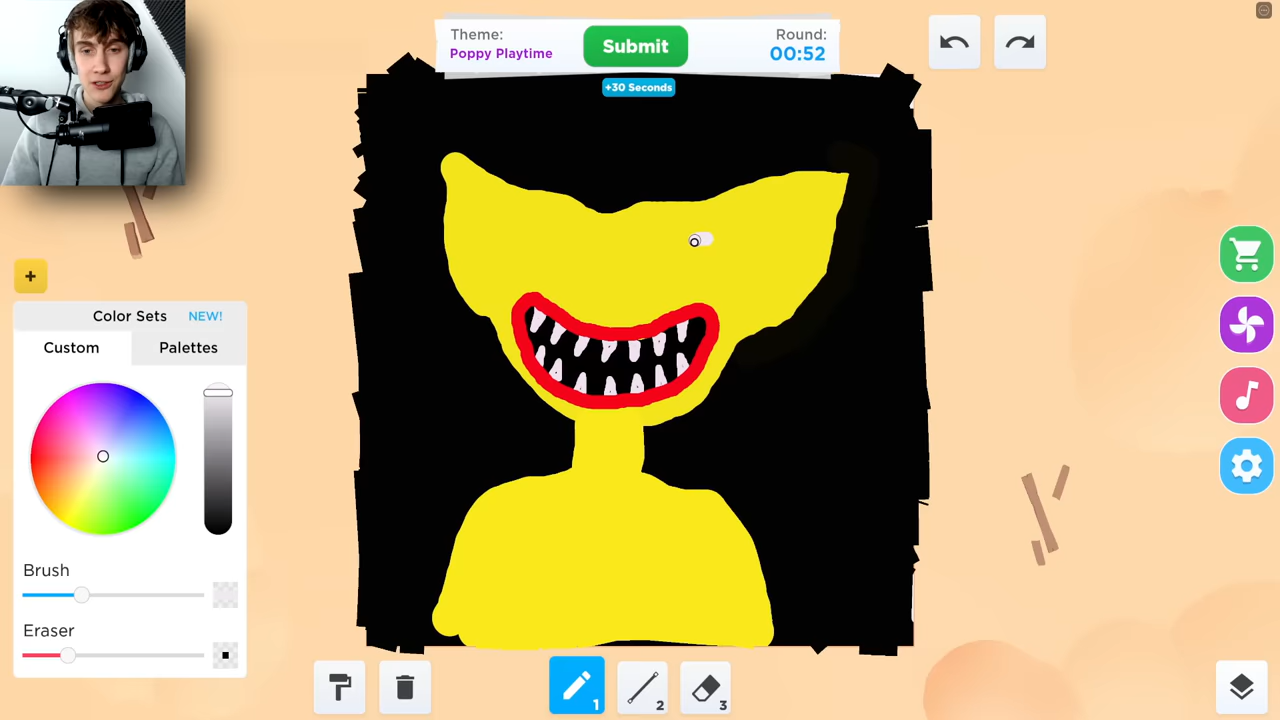 Theme:
Poppy Playtime
Submit
Round:
00:52
+30 Seconds
+
Color Sets NEW!
Custom Palettes
Brush
Eraser
1
2
3